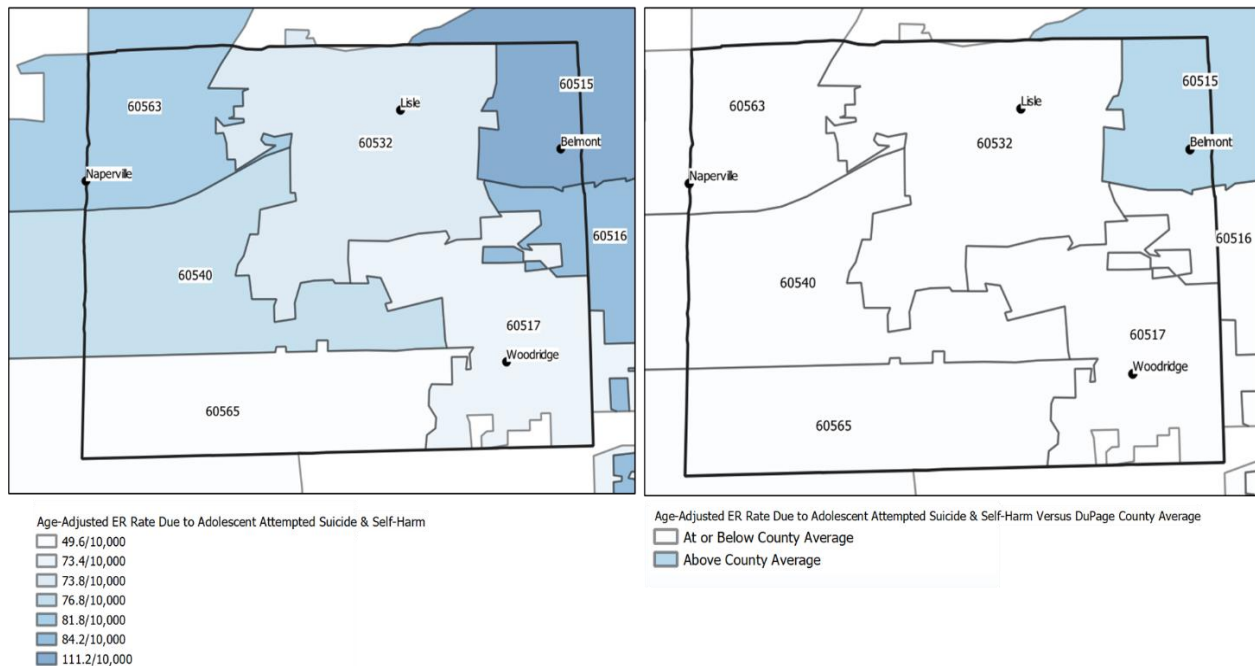 60563
60515
Lisle
60532
Belmont
Naperville
60516
60540
60517
Woodridge
60565
Age-Adjusted ER Rate Due to Adolescent Attempted Suicide & Self-Harm
49.6/10,000
73.4/10,000
73.8/10,000
76.8/10,000
81.8/10,000
84.2/10,000
111.2/10,000
60515
60563
Lisle
60532
Belmont
Naperville
60516
60540
60517
Woodridge
60565
Age-Adjusted ER Rate Due to Adolescent Attempted Suicide & Self-Harm Versus DuPage County Average
At or Below County Average
Above County Average